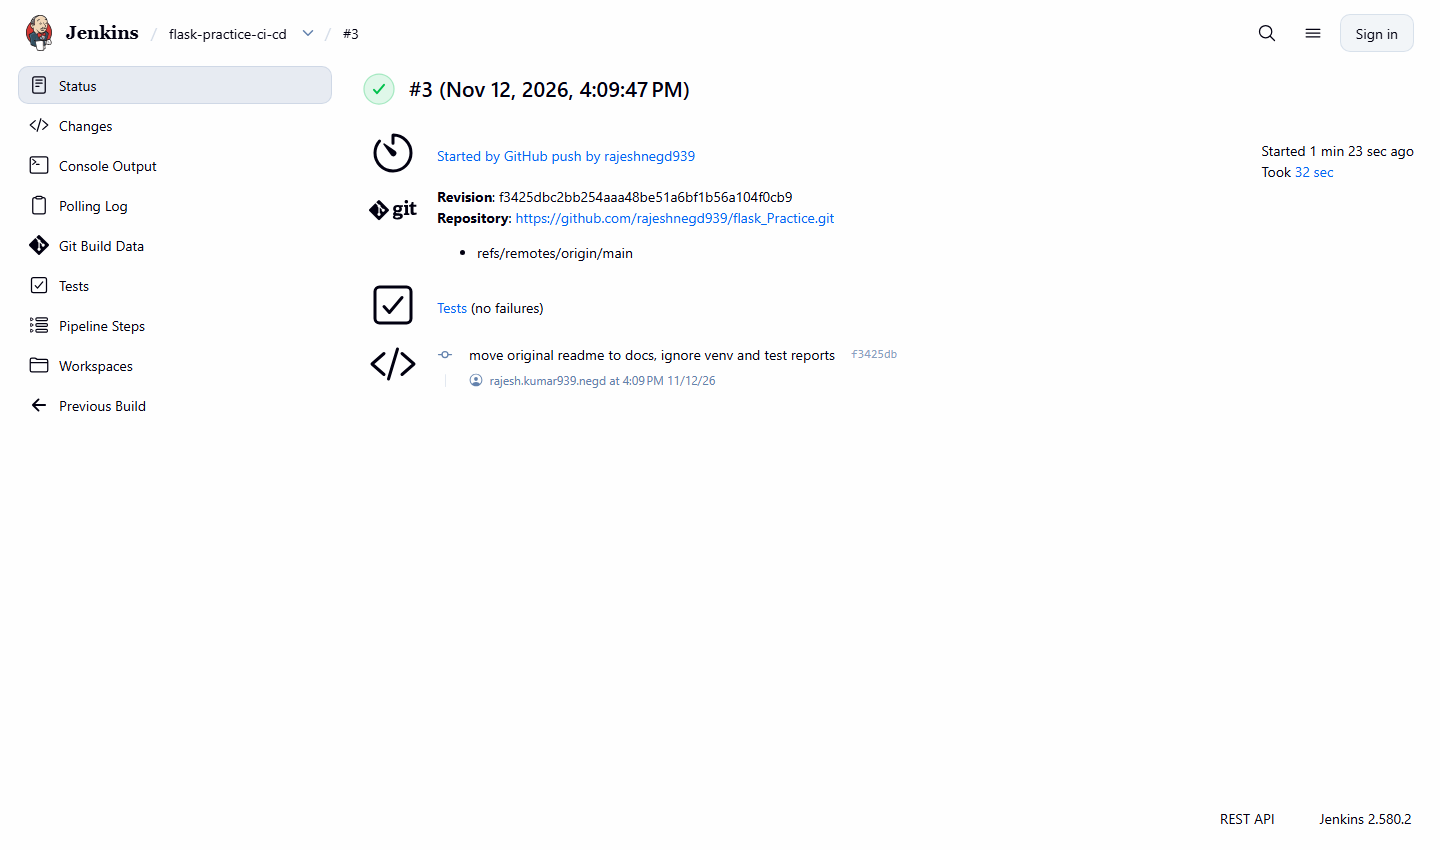 Jenkins / flask-practice-ci-cd / #3
Sign in
Status
Changes
Console Output
Polling Log
Git Build Data
Tests
Pipeline Steps
Workspaces
Previous Build
#3 (Nov 12, 2026, 4:09:47 PM)
Started by GitHub push by rajeshnegd939
Started 1 min 23 sec ago
Took 32 sec
git
Revision: f3425dbc2bb254aaa48be51a6bf1b56a104f0cb9
Repository: https://github.com/rajeshnegd939/flask_Practice.git
• refs/remotes/origin/main
Tests (no failures)
move original readme to docs, ignore venv and test reports f3425db
rajesh.kumar939.negd at 4:09 PM 11/12/26
REST API
Jenkins 2.580.2